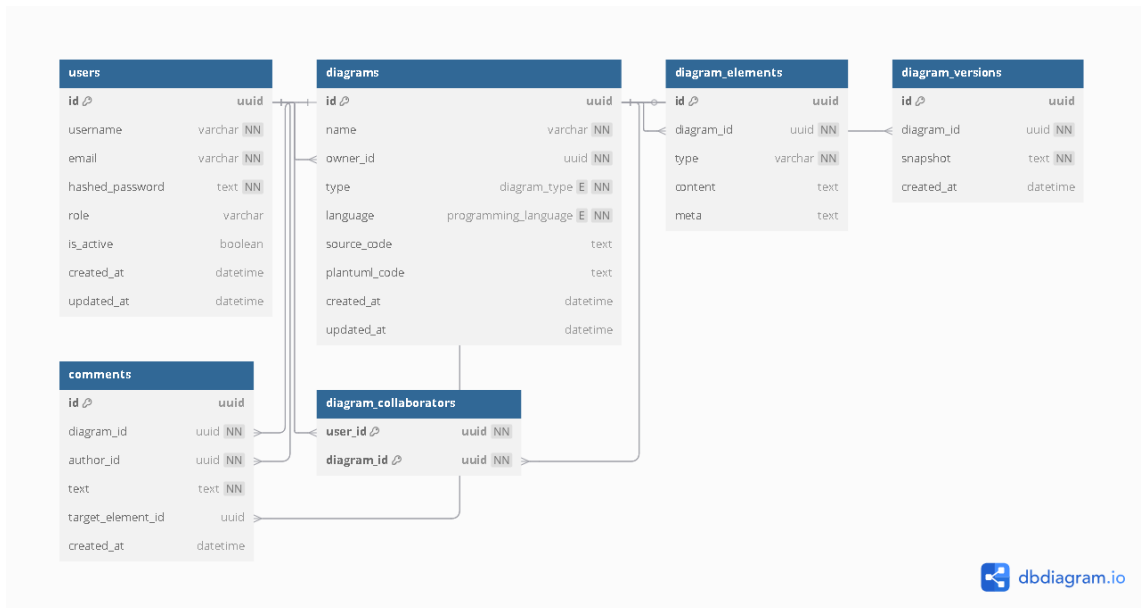 users
id uuid
username varchar NN
email varchar NN
hashed_password text NN
role varchar
is_active boolean
created_at datetime
updated_at datetime
diagrams
id uuid
name varchar NN
owner_id uuid NN
type diagram_type E NN
language programming_language E NN
source_code text
plantuml_code text
created_at datetime
updated_at datetime
diagram_elements
id uuid
diagram_id uuid NN
type varchar NN
content text
meta text
diagram_versions
id uuid
diagram_id uuid NN
snapshot text NN
created_at datetime
comments
id uuid
diagram_id uuid NN
author_id uuid NN
text text NN
target_element_id uuid
created_at datetime
diagram_collaborators
user_id uuid NN
diagram_id uuid NN
dbdiagram.io